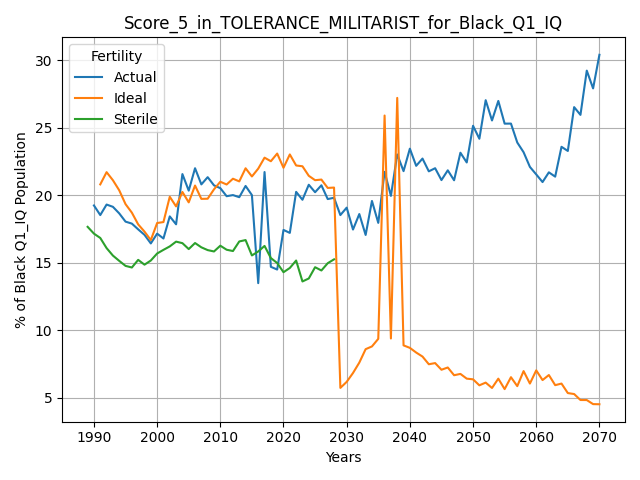 Score_5_in_TOLERANCE_MILITARIST_for_Black_Q1_IQ
Fertility
Actual
Ideal
Sterile
% of Black Q1_IQ Population
30
25
20
15
10
5
1990 2000 2010 2020 2030 2040 2050 2060 2070
Years